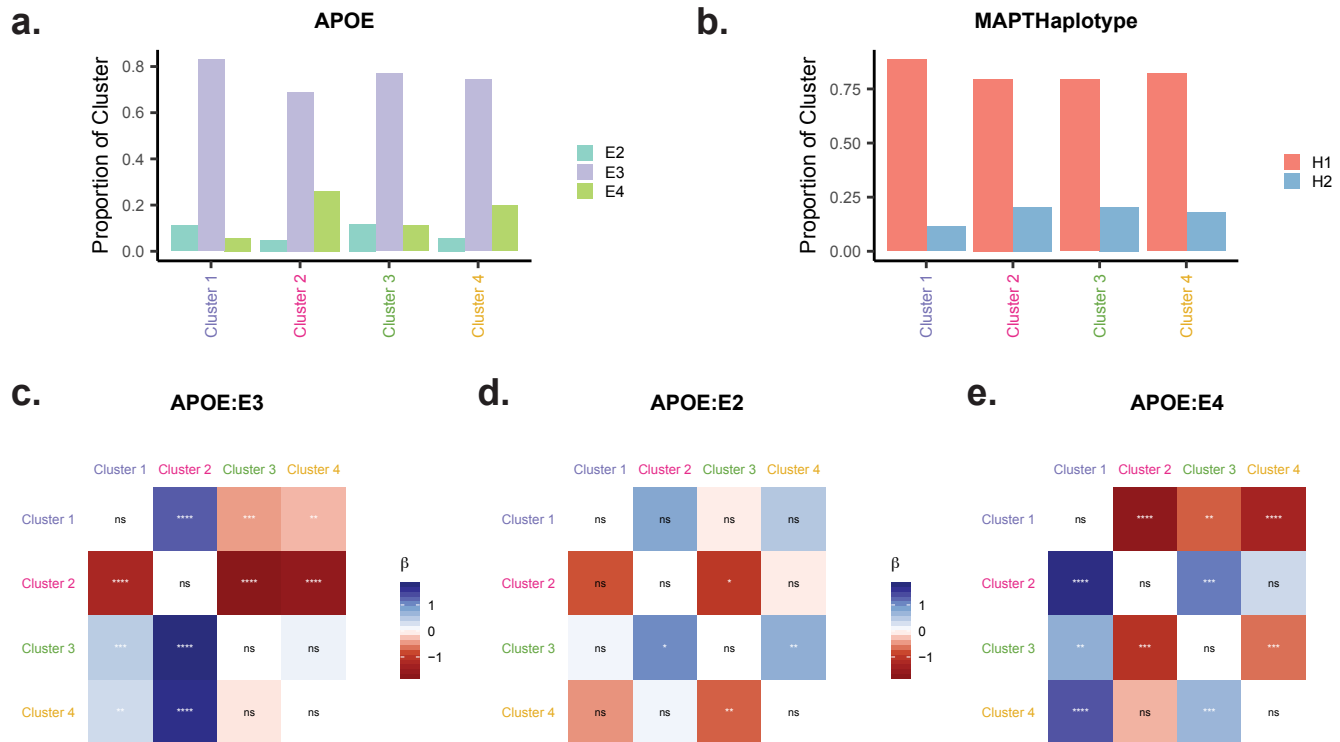 a.
APOE
Proportion of Cluster
0.8
0.6
0.4
0.2
0.0
Cluster 1
Cluster 2
Cluster 3
Cluster 4
E2
E3
E4
b.
MAPTHaplotype
Proportion of Cluster
0.75
0.50
0.25
0.00
Cluster 1
Cluster 2
Cluster 3
Cluster 4
H1
H2
c.
APOE:E3
Cluster 1 Cluster 2 Cluster 3 Cluster 4
Cluster 1 ns **** *** **
Cluster 2 **** ns **** ****
Cluster 3 *** **** ns ns
Cluster 4 ** **** ns ns
β
1
0
−1
d.
APOE:E2
Cluster 1 Cluster 2 Cluster 3 Cluster 4
Cluster 1 ns ns ns ns
Cluster 2 ns ns * ns
Cluster 3 ns * ns **
Cluster 4 ns ns ** ns
β
1
0
−1
e.
APOE:E4
Cluster 1 Cluster 2 Cluster 3 Cluster 4
Cluster 1 ns **** ** ****
Cluster 2 **** ns *** ns
Cluster 3 ** *** ns ***
Cluster 4 **** ns *** ns